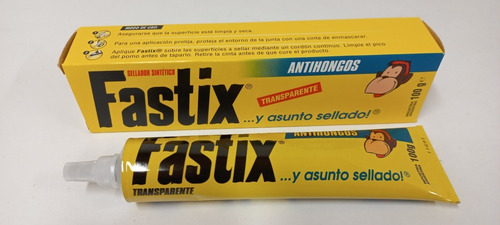 MODO DE USO:
Asegurarse que la superficie esté limpia y seca.
Para una aplicación prolija, proteja el entorno de la junta con una cinta de enmascarar.
Aplique Fastix® sobre las superficies a sellar mediante un cordón continuo. Limpie el pico
del pomo antes de taparlo. Retire la cinta antes de que cure el producto
SELLADOR SINTÉTICO
ANTIHONGOS
Fastix®
TRANSPARENTE
...y asunto sellado!®
100 g
ANTIHONGOS
Fastix®
TRANSPARENTE
...y asunto sellado!®
100g